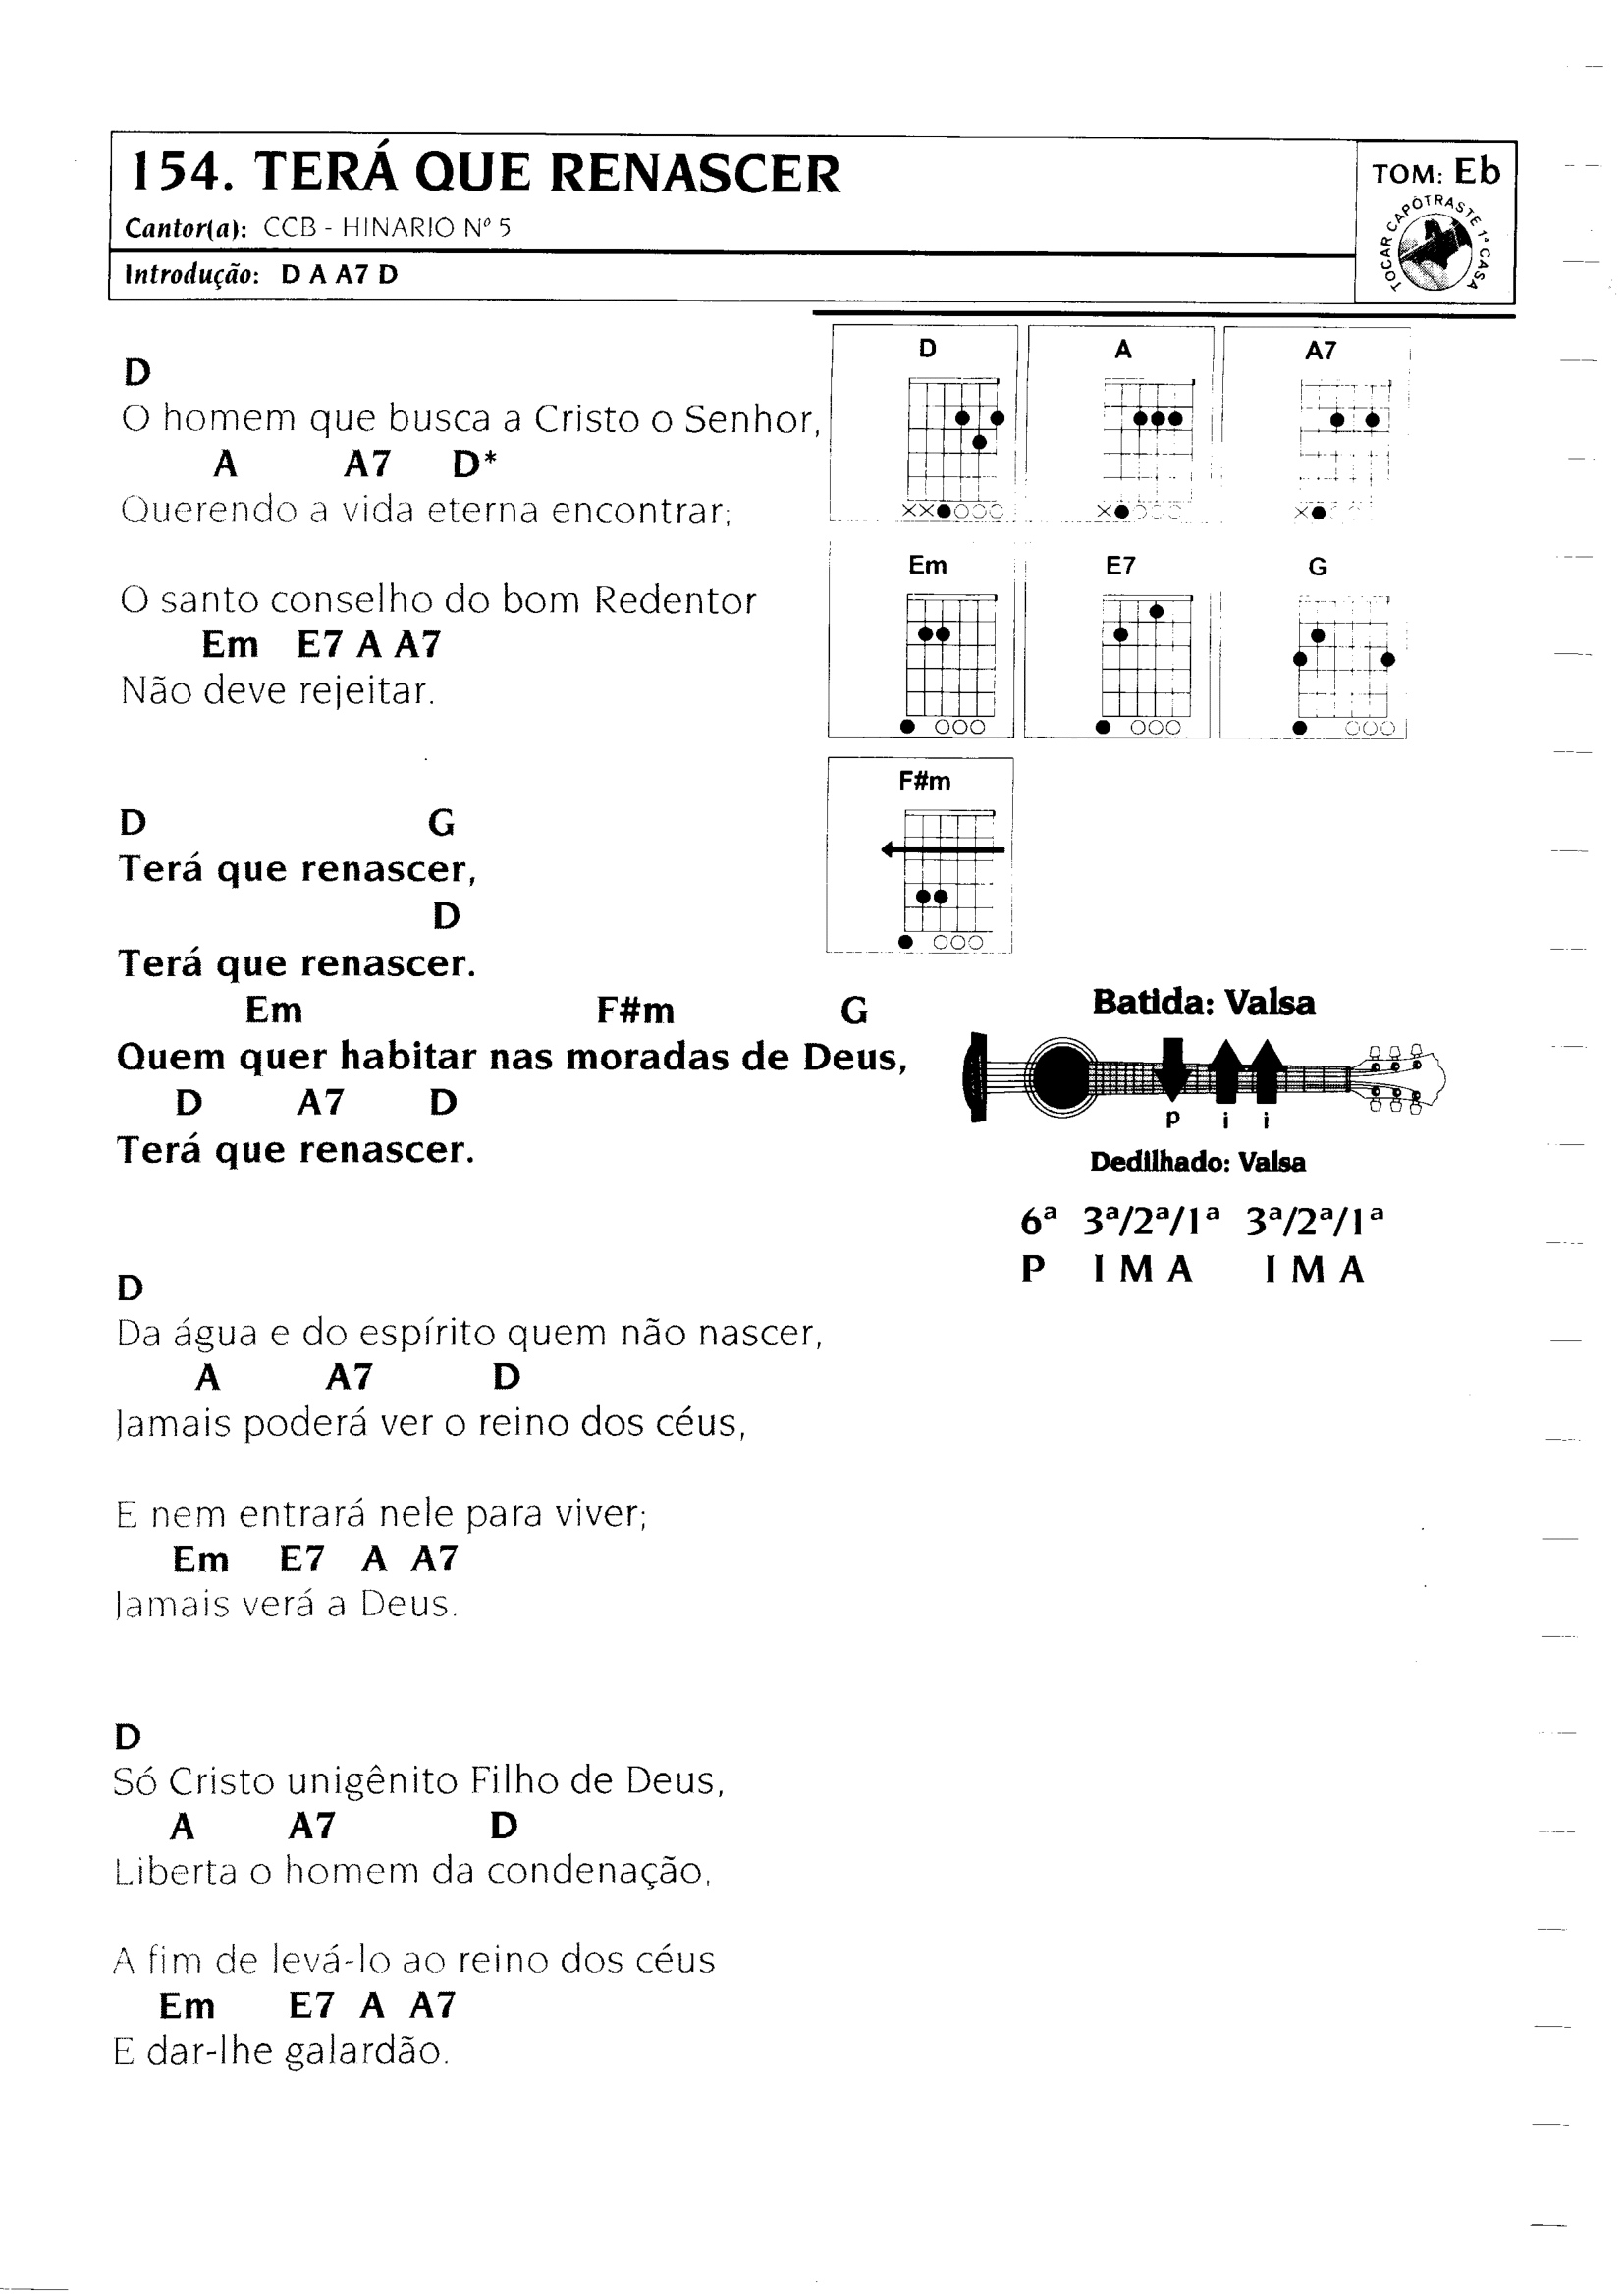 154. TERÁ QUE RENASCER
Cantor(a): CCB - HINARIO Nº 5
Introdução: D A A7 D
TOM: Eb
TOCAR CAPÔTRASTE 1ª CASA
D
O homem que busca a Cristo o Senhor,
A A7 D*
Querendo a vida eterna encontrar;
O santo conselho do bom Redentor
Em E7 A A7
Não deve rejeitar.
D G
Terá que renascer,
D
Terá que renascer.
Em F#m G
Quem quer habitar nas moradas de Deus,
D A7 D
Terá que renascer.
D
Da água e do espírito quem não nascer,
A A7 D
Jamais poderá ver o reino dos céus,
E nem entrará nele para viver;
Em E7 A A7
Jamais verá a Deus.
D
Só Cristo unigênito Filho de Deus,
A A7 D
Liberta o homem da condenação,
A fim de levá-lo ao reino dos céus
Em E7 A A7
E dar-lhe galardão.
D A A7
Em E7 G
F#m
Batida: Valsa
p i i
Dedilhado: Valsa
6ª 3ª/2ª/1ª 3ª/2ª/1ª
P I M A I M A